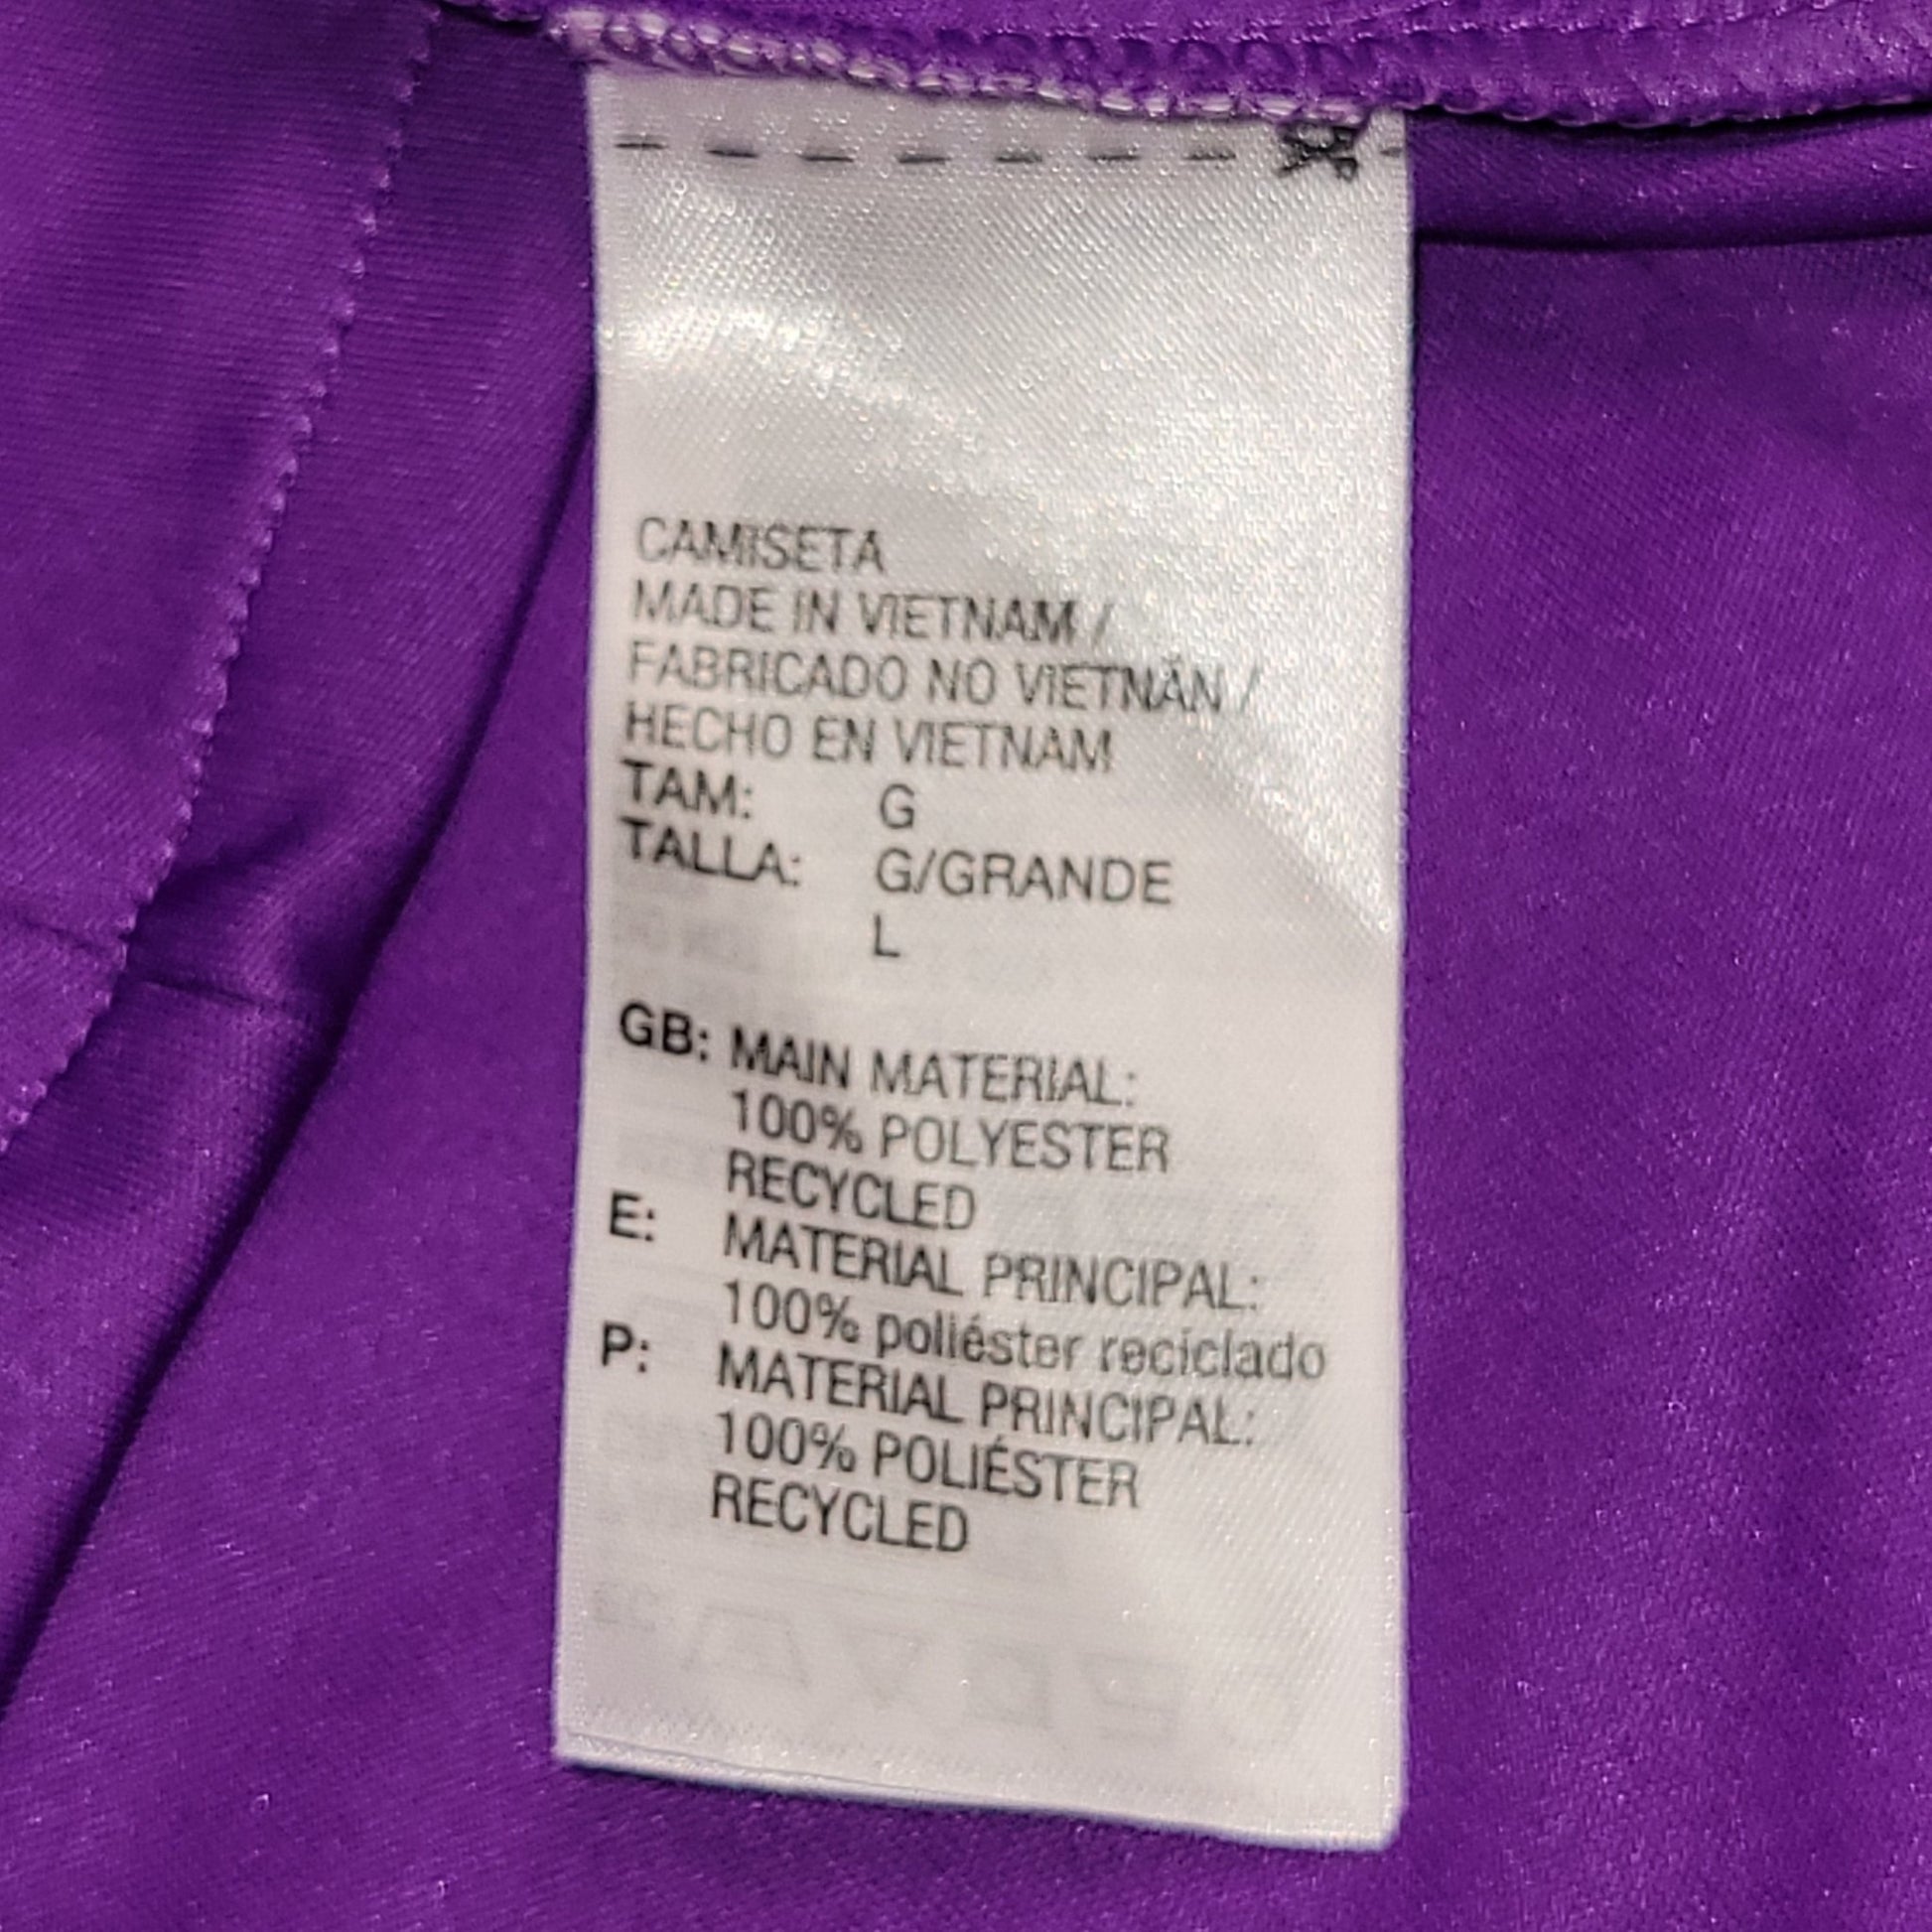 CAMISETA
MADE IN VIETNAM /
FABRICADO NO VIETNÃN /
HECHO EN VIETNAM
TAM: G
TALLA: G/GRANDE
L
GB: MAIN MATERIAL:
100% POLYESTER
RECYCLED
E: MATERIAL PRINCIPAL:
100% poliéster reciclado
P: MATERIAL PRINCIPAL:
100% POLIÉSTER
RECYCLED